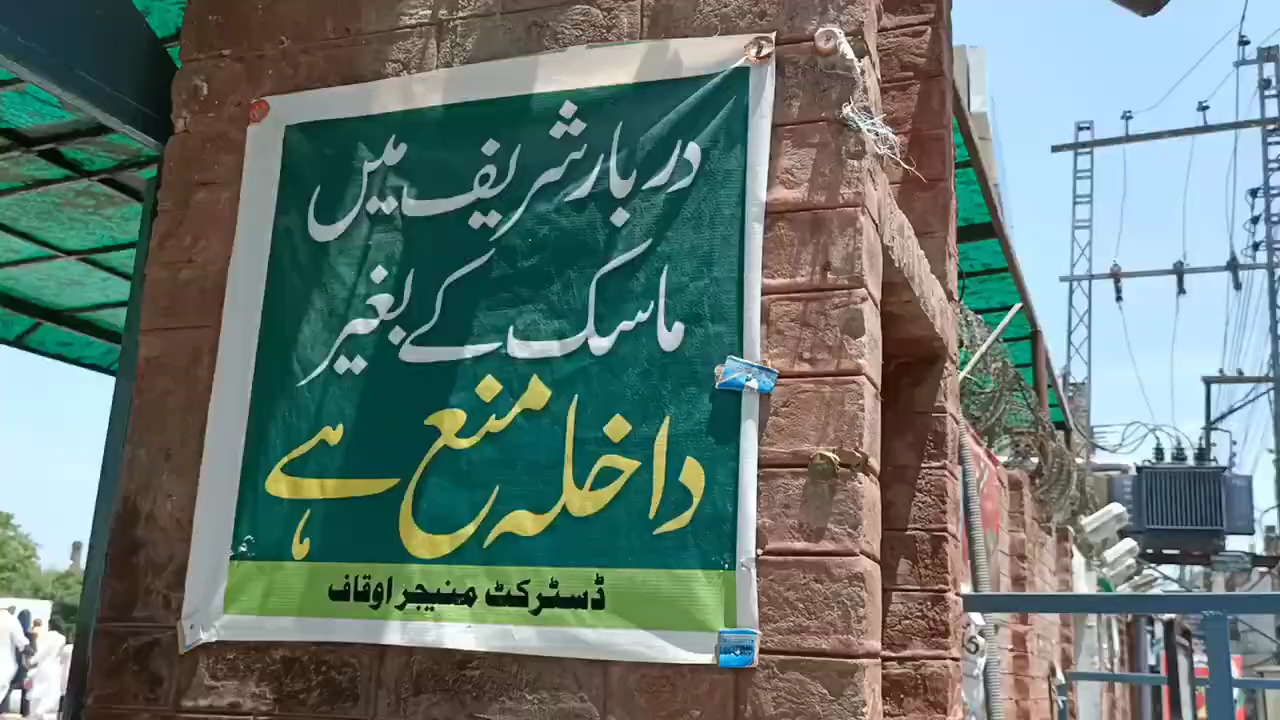 دربار شریف میں
ماسک کے بغیر
داخلہ منع ہے
ڈسٹرکٹ منیجر اوقاف